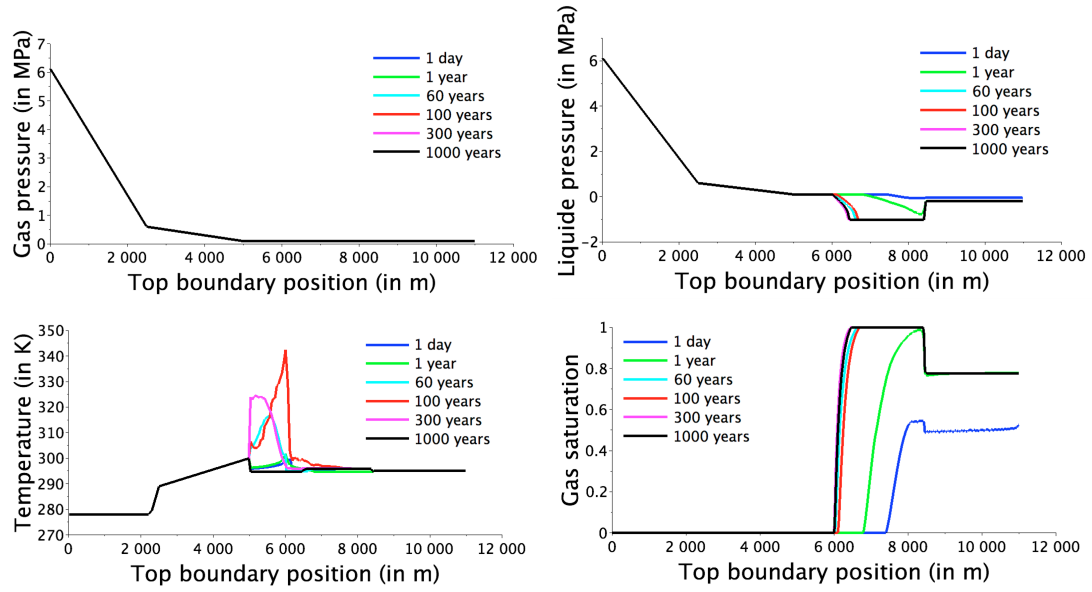 Gas pressure (in MPa)
7
6
5
4
3
2
1
0
0 2 000 4 000 6 000 8 000 10 000 12 000
Top boundary position (in m)
1 day
1 year
60 years
100 years
300 years
1000 years
Liquide pressure (in MPa)
6
4
2
0
−2
0 2 000 4 000 6 000 8 000 10 000 12 000
Top boundary position (in m)
1 day
1 year
60 years
100 years
300 years
1000 years
Temperature (in K)
350
340
330
320
310
300
290
280
270
0 2 000 4 000 6 000 8 000 10 000 12 000
Top boundary position (in m)
1 day
1 year
60 years
100 years
300 years
1000 years
Gas saturation
1
0.8
0.6
0.4
0.2
0
0 2 000 4 000 6 000 8 000 10 000 12 000
Top boundary position (in m)
1 day
1 year
60 years
100 years
300 years
1000 years